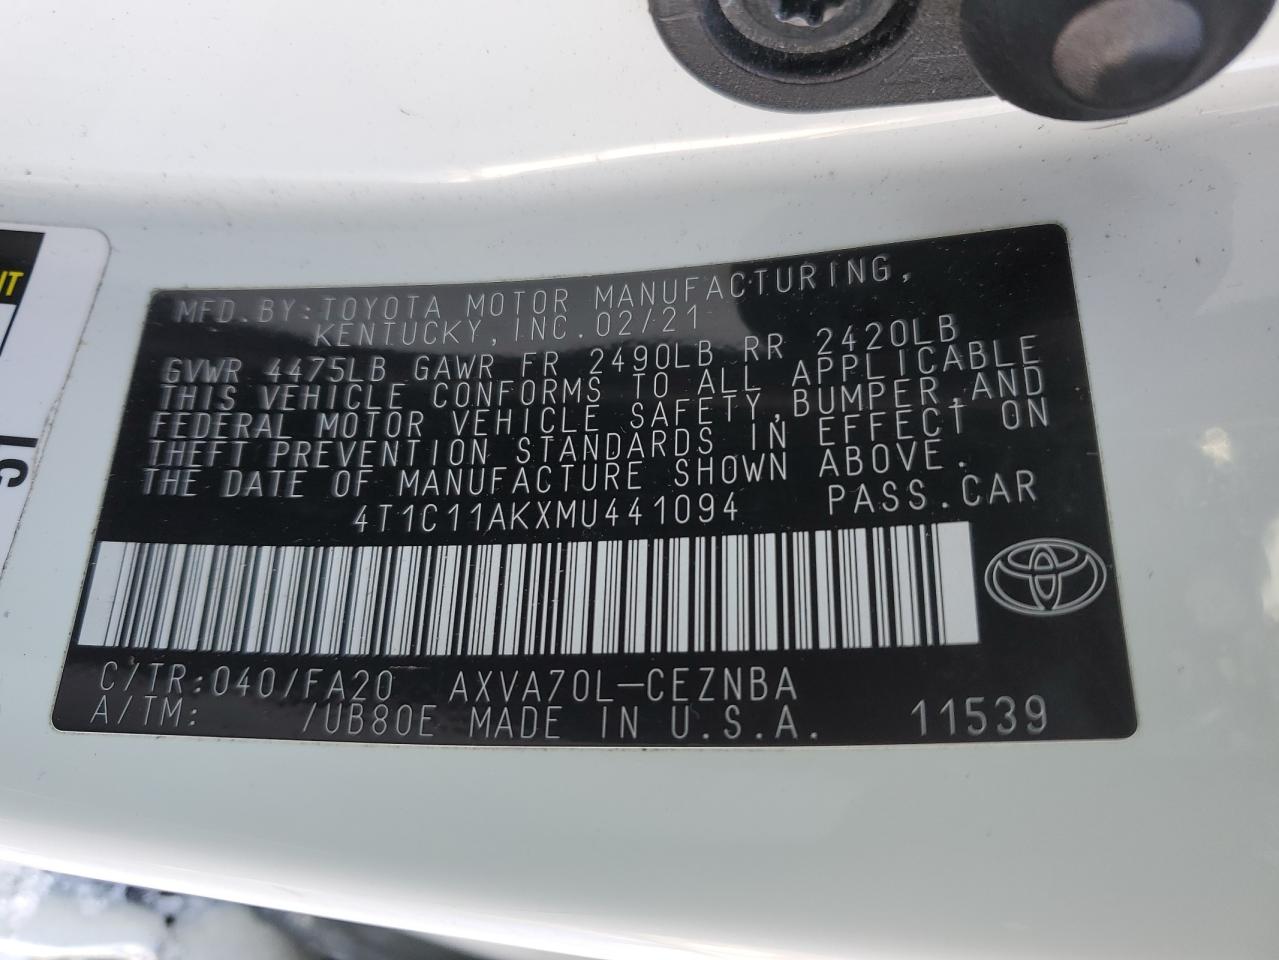 MFD.BY:TOYOTA MOTOR MANUFACTURING,
KENTUCKY,INC.02/21
GVWR 4475LB GAWR FR 2490LB RR 2420LB
THIS VEHICLE CONFORMS TO ALL APPLICABLE
FEDERAL MOTOR VEHICLE SAFETY,BUMPER,AND
THEFT PREVENTION STANDARDS IN EFFECT ON
THE DATE OF MANUFACTURE SHOWN ABOVE.
4T1C11AKXMU441094 PASS.CAR
C/TR:040/FA20 AXVA70L-CEZNBA
A/TM: /UB80E MADE IN U.S.A. 11539